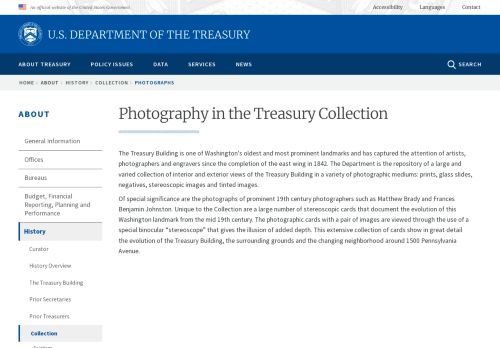 An official website of the United States Government
Accessibility Languages Contact
U.S. DEPARTMENT OF THE TREASURY
ABOUT TREASURY POLICY ISSUES DATA SERVICES NEWS SEARCH
HOME › ABOUT › HISTORY › COLLECTION › PHOTOGRAPHS
ABOUT
General Information
Offices
Bureaus
Budget, Financial
Reporting, Planning and
Performance
History
Curator
History Overview
The Treasury Building
Prior Secretaries
Prior Treasurers
Collection
Photography in the Treasury Collection
The Treasury Building is one of Washington's oldest and most prominent landmarks and has captured the attention of artists,
photographers and engravers since the completion of the east wing in 1842. The Department is the repository of a large and
varied collection of interior and exterior views of the Treasury Building in a variety of photographic mediums: prints, glass slides,
negatives, stereoscopic images and tinted images.
Of special significance are the photographs of prominent 19th century photographers such as Matthew Brady and Frances
Benjamin Johnston. Unique to the Collection are a large number of stereoscopic cards that document the evolution of this
Washington landmark from the mid 19th century. The photographic cards with a pair of images are viewed through the use of a
special binocular “stereoscope” that gives the illusion of added depth. This extensive collection of cards show in great detail
the evolution of the Treasury Building, the surrounding grounds and the changing neighborhood around 1500 Pennsylvania
Avenue.